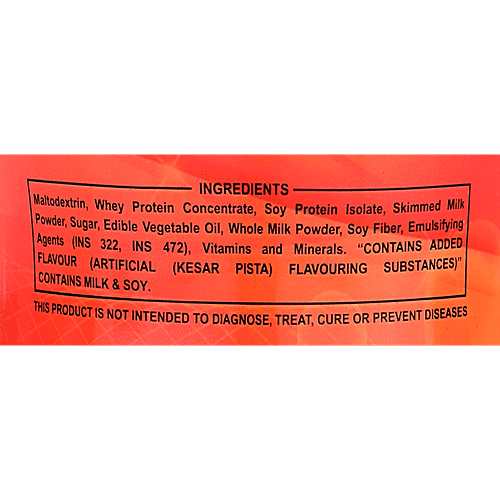 INGREDIENTS
Maltodextrin, Whey Protein Concentrate, Soy Protein Isolate, Skimmed Milk
Powder, Sugar, Edible Vegetable Oil, Whole Milk Powder, Soy Fiber, Emulsifying
Agents (INS 322, INS 472), Vitamins and Minerals. “CONTAINS ADDED
FLAVOUR (ARTIFICIAL (KESAR PISTA) FLAVOURING SUBSTANCES)”
CONTAINS MILK & SOY.
THIS PRODUCT IS NOT INTENDED TO DIAGNOSE, TREAT, CURE OR PREVENT DISEASES